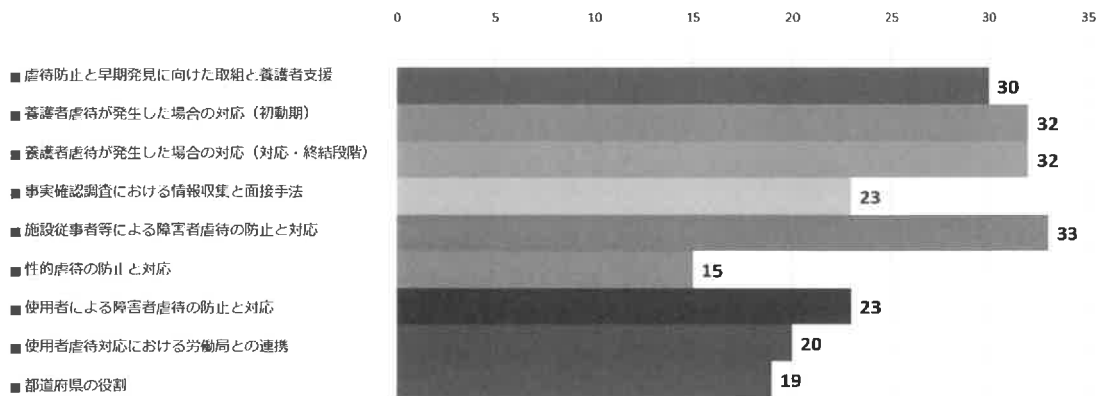 0 5 10 15 20 25 30 35
■ 虐待防止と早期発見に向けた取組と養護者支援 30
■ 養護者虐待が発生した場合の対応（初動期） 32
■ 養護者虐待が発生した場合の対応（対応・終結段階） 32
■ 事実確認調査における情報収集と面接手法 23
■ 施設従事者等による障害者虐待の防止と対応 33
■ 性的虐待の防止と対応 15
■ 使用者による障害者虐待の防止と対応 23
■ 使用者虐待対応における労働局との連携 20
■ 都道府県の役割 19